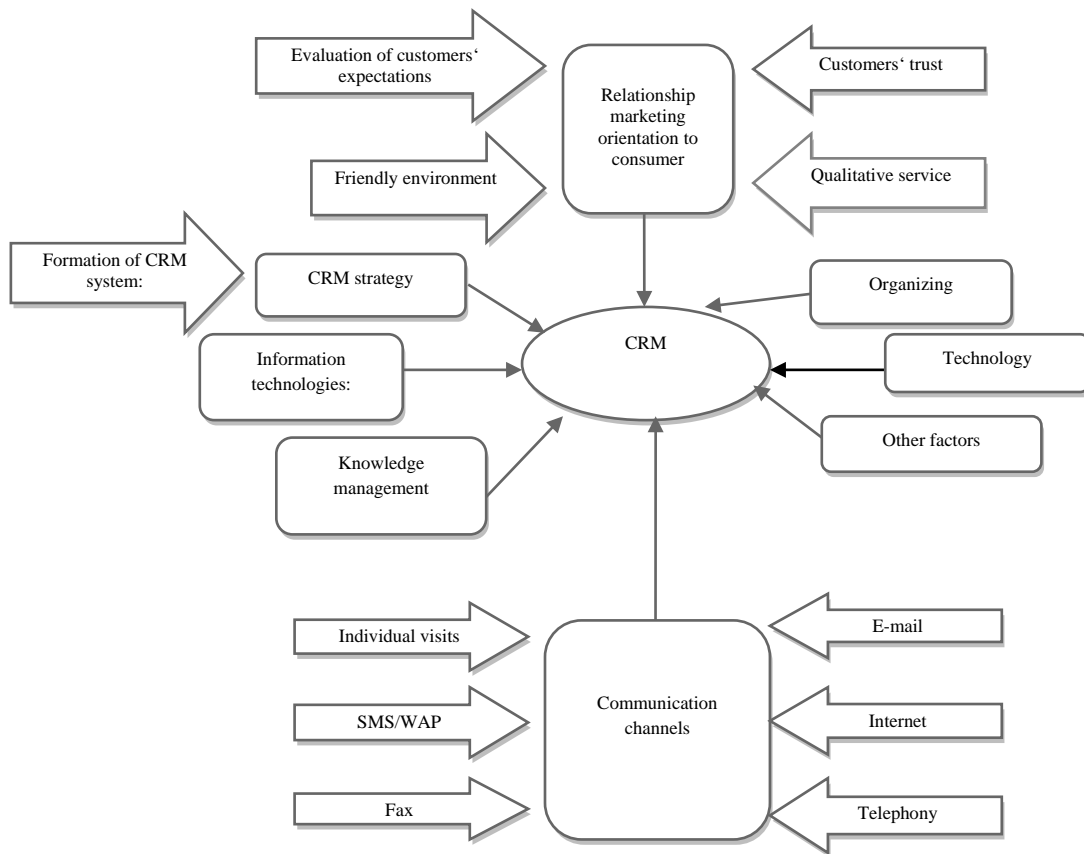 Evaluation of customers‘
expectations
Customers‘ trust
Relationship
marketing
orientation to
consumer
Friendly environment
Qualitative service
Formation of CRM
system:
CRM strategy
Organizing
CRM
Information
technologies:
Technology
Other factors
Knowledge
management
Individual visits
E-mail
Communication
channels
SMS/WAP
Internet
Fax
Telephony